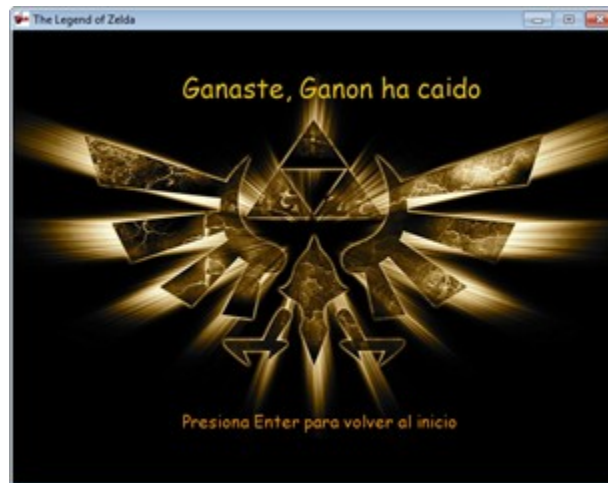 The Legend of Zelda
Ganaste, Ganon ha caido
Presiona Enter para volver al inicio